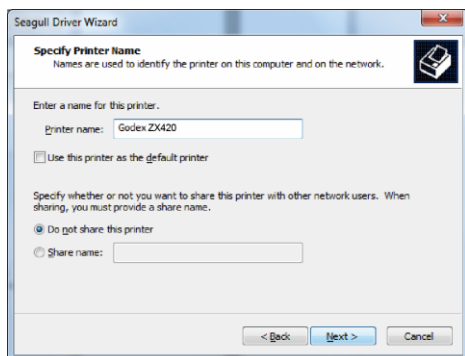 Seagull Driver Wizard
Specify Printer Name
Names are used to identify the printer on this computer and on the network.
Enter a name for this printer.
Printer name: Godex ZX420
Use this printer as the default printer
Specify whether or not you want to share this printer with other network users. When
sharing, you must provide a share name.
Do not share this printer
Share name:
< Back Next > Cancel